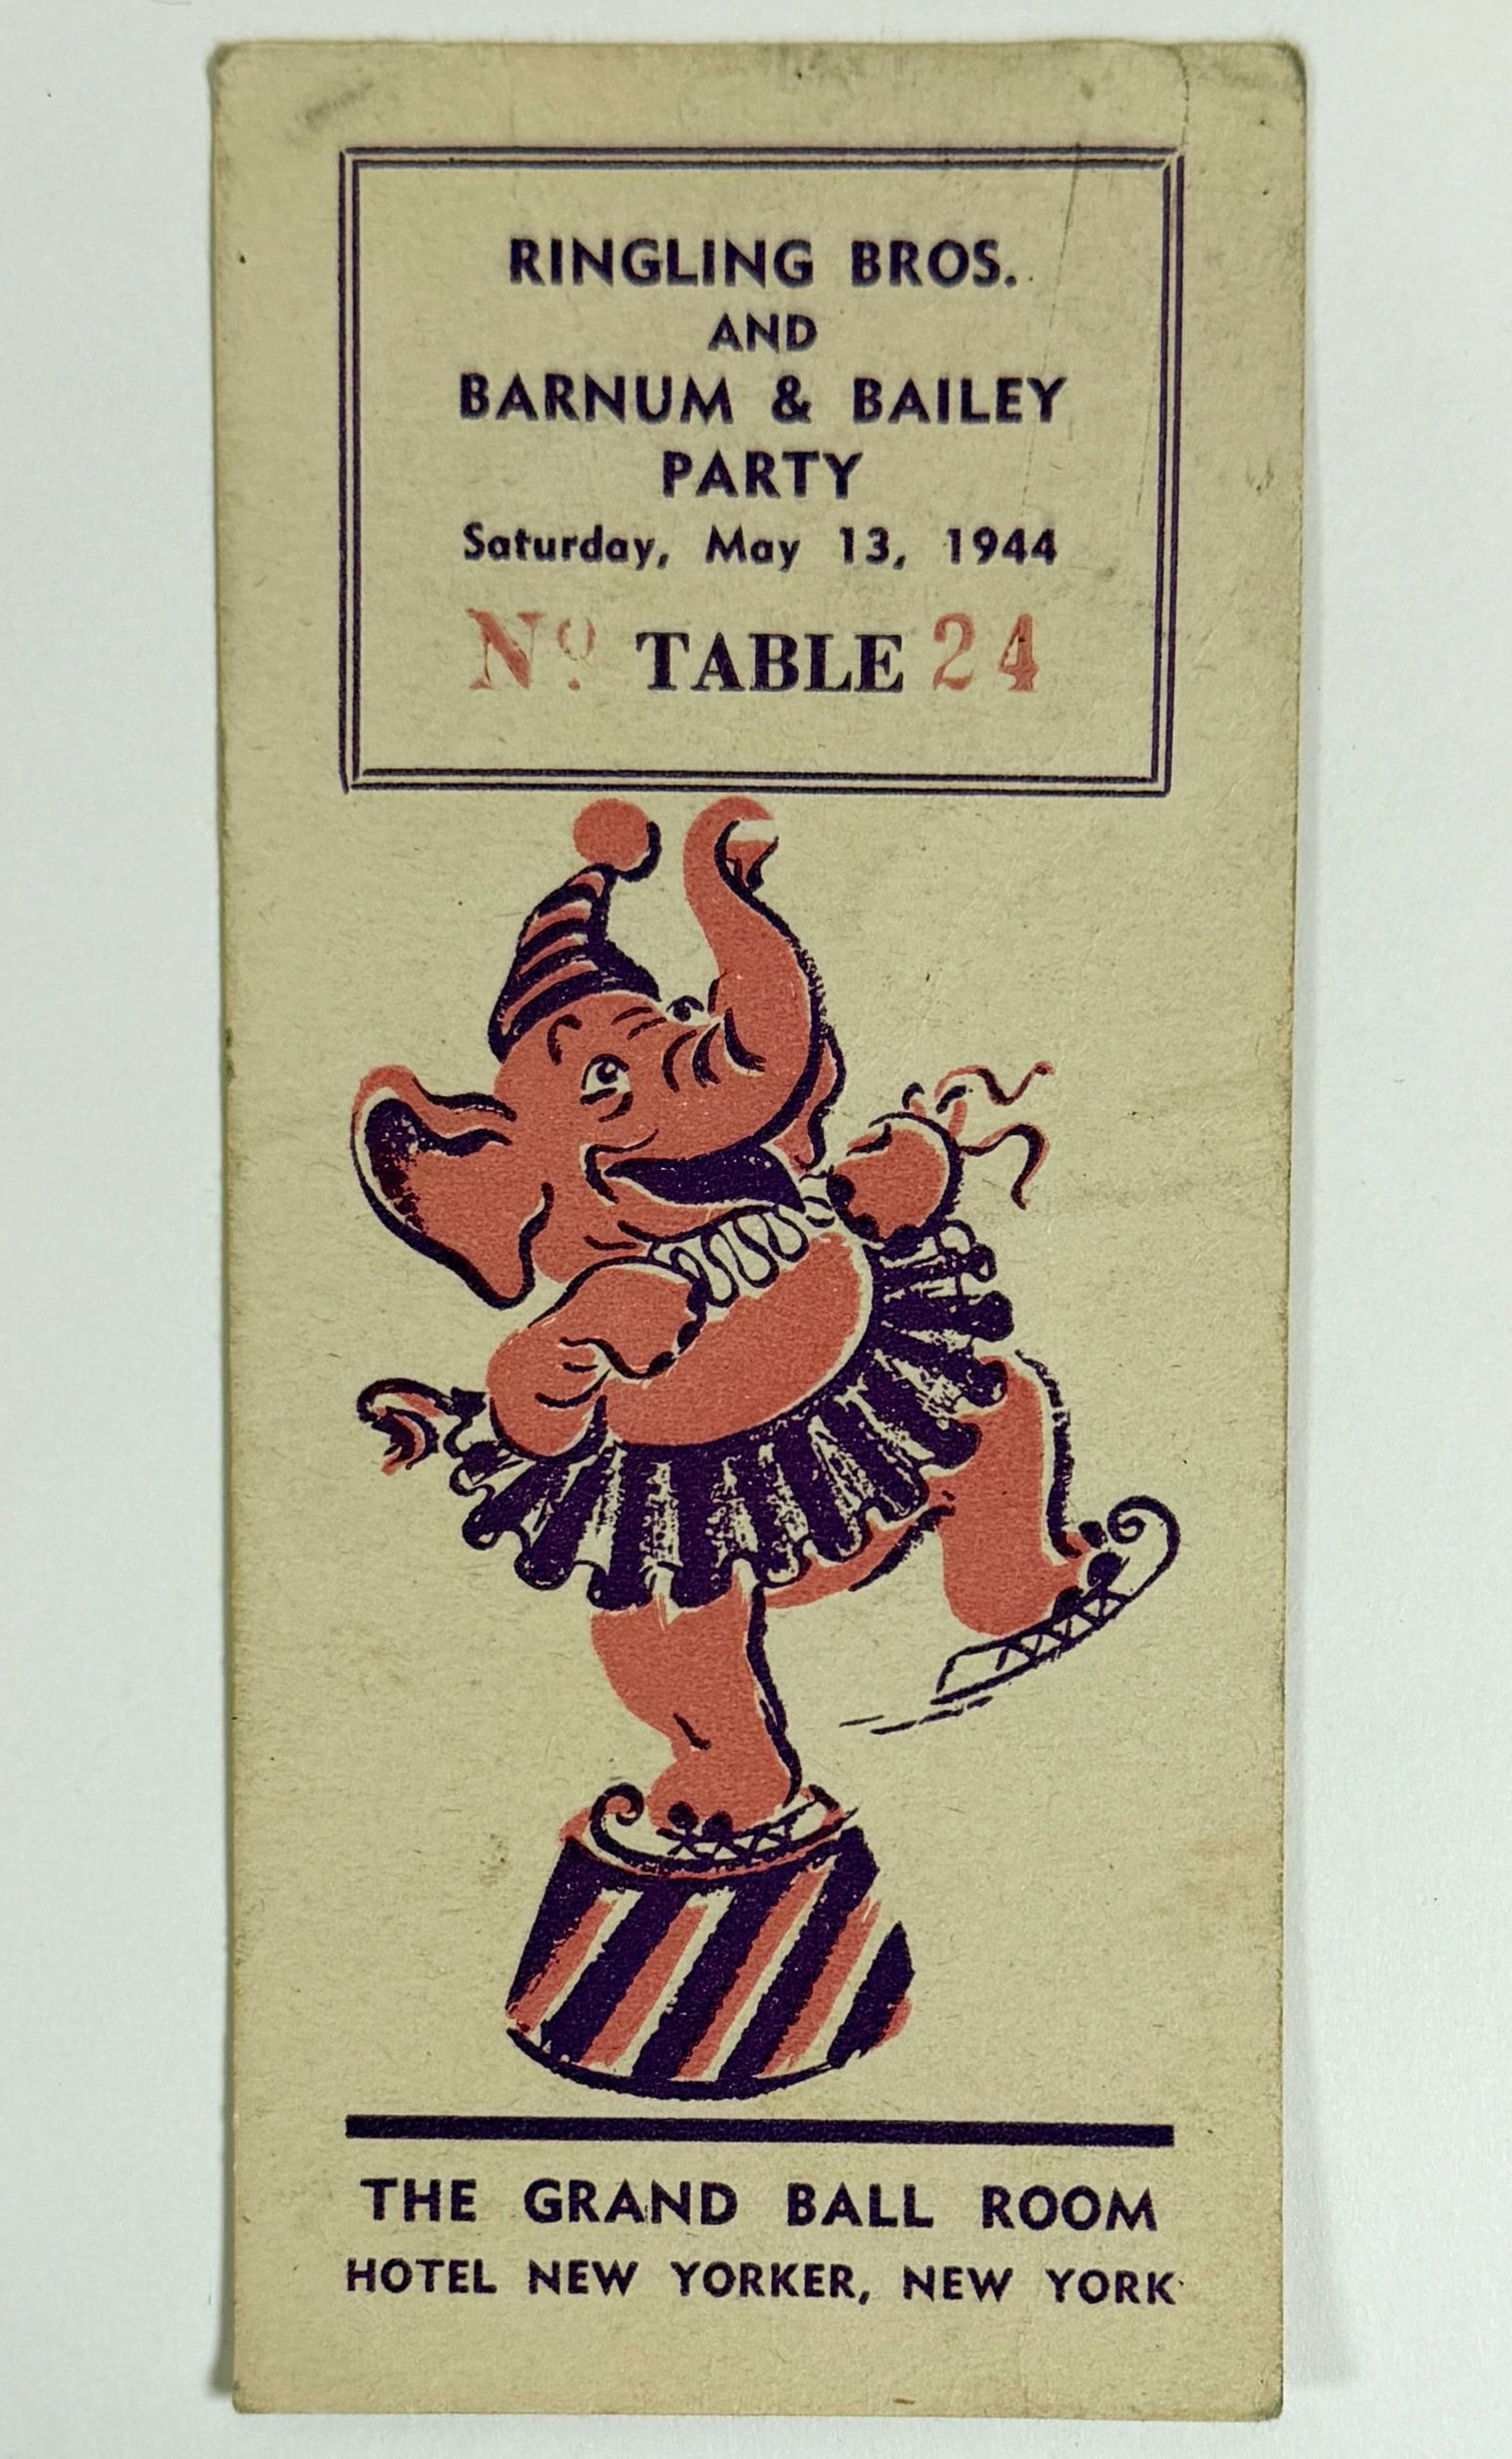 RINGLING BROS.
AND
BARNUM & BAILEY
PARTY
Saturday, May 13, 1944
Nº TABLE 24
THE GRAND BALL ROOM
HOTEL NEW YORKER, NEW YORK